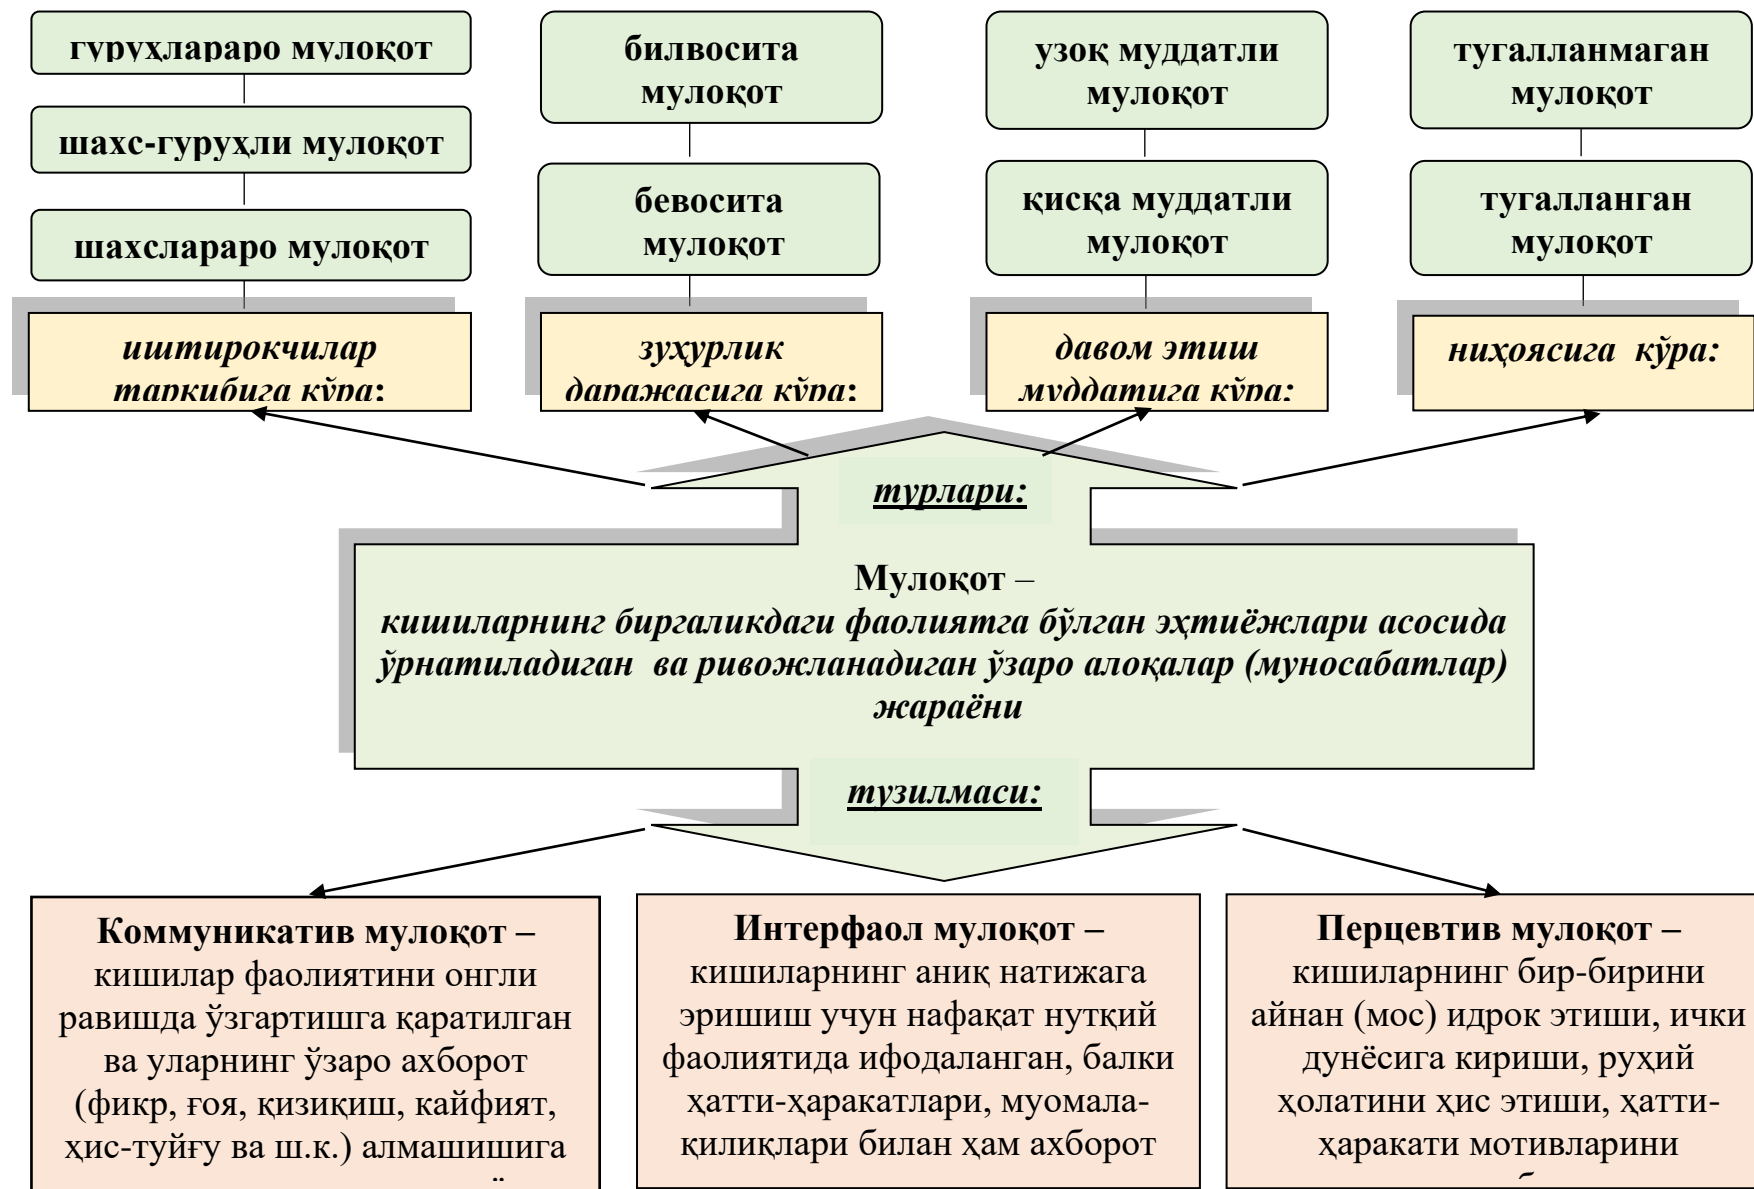 гуруҳлараро мулоқот
шахс-гуруҳли мулоқот
шахслараро мулоқот
иштирокчилар
таркибига кўра:
билвосита
мулоқот
бевосита
мулоқот
зуҳурлик
даражасига кўра:
узоқ муддатли
мулоқот
қисқа муддатли
мулоқот
давом этиш
муддатига кўра:
тугалланмаган
мулоқот
тугалланган
мулоқот
ниҳоясига кўра:
турлари:
Мулоқот –
кишиларнинг биргаликдаги фаолиятга бўлган эҳтиёжлари асосида
ўрнатиладиган ва ривожланадиган ўзаро алоқалар (муносабатлар)
жараёни
тузилмаси:
Коммуникатив мулоқот –
кишилар фаолиятини онгли
равишда ўзгартишга қаратилган
ва уларнинг ўзаро ахборот
(фикр, ғоя, қизиқиш, кайфият,
ҳис-туйғу ва ш.к.) алмашишига
Интерфаол мулоқот –
кишиларнинг аниқ натижага
эришиш учун нафақат нутқий
фаолиятида ифодаланган, балки
ҳатти-ҳаракатлари, муомала-
қилиқлари билан ҳам ахборот
Перцевтив мулоқот –
кишиларнинг бир-бирини
айнан (мос) идрок этиши, ички
дунёсига кириши, руҳий
ҳолатини ҳис этиши, ҳатти-
ҳаракати мотивларини